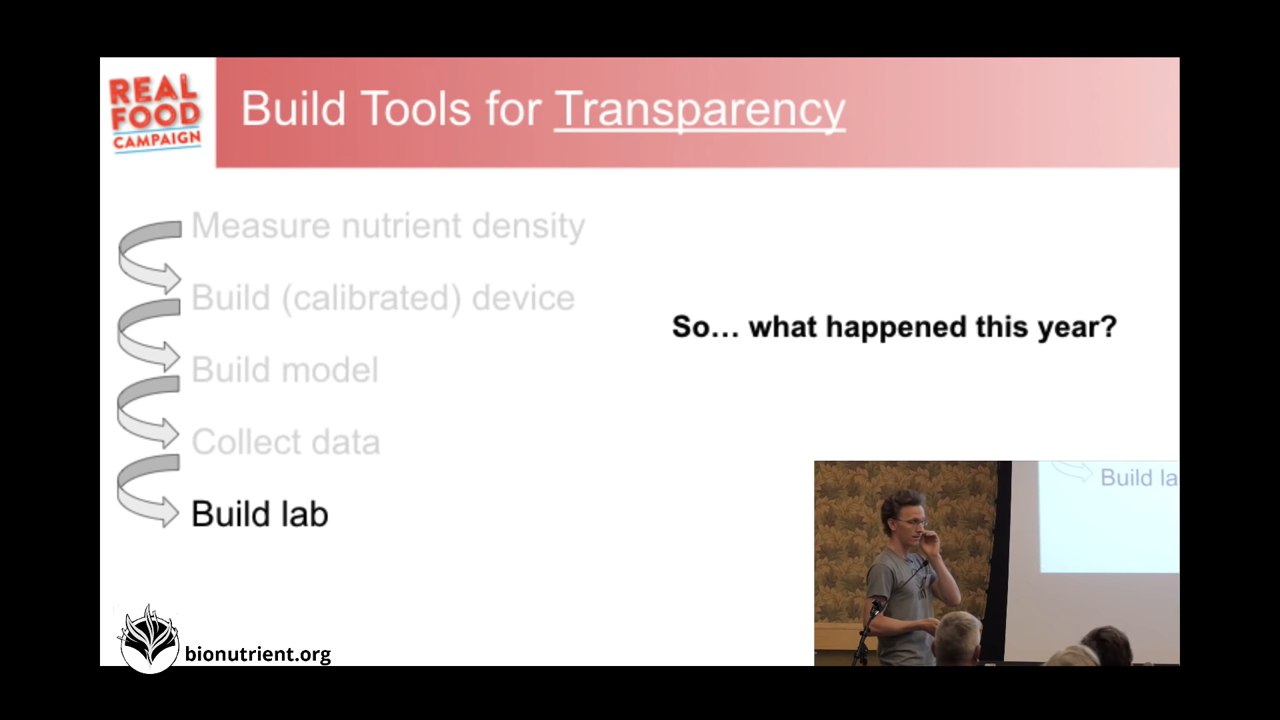 REAL
FOOD
CAMPAIGN
Build Tools for Transparency
Measure nutrient density
Build (calibrated) device
So... what happened this year?
Build model
Collect data
Build lab
Build la
bionutrient.org